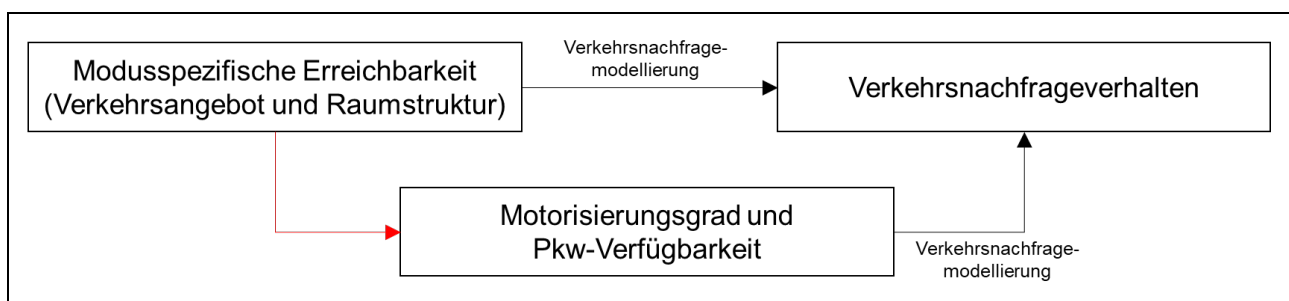 Modusspezifische Erreichbarkeit
(Verkehrsangebot und Raumstruktur)
Verkehrsnachfrage-
modellierung
Verkehrsnachfrageverhalten
Motorisierungsgrad und
Pkw-Verfügbarkeit
Verkehrsnachfrage-
modellierung